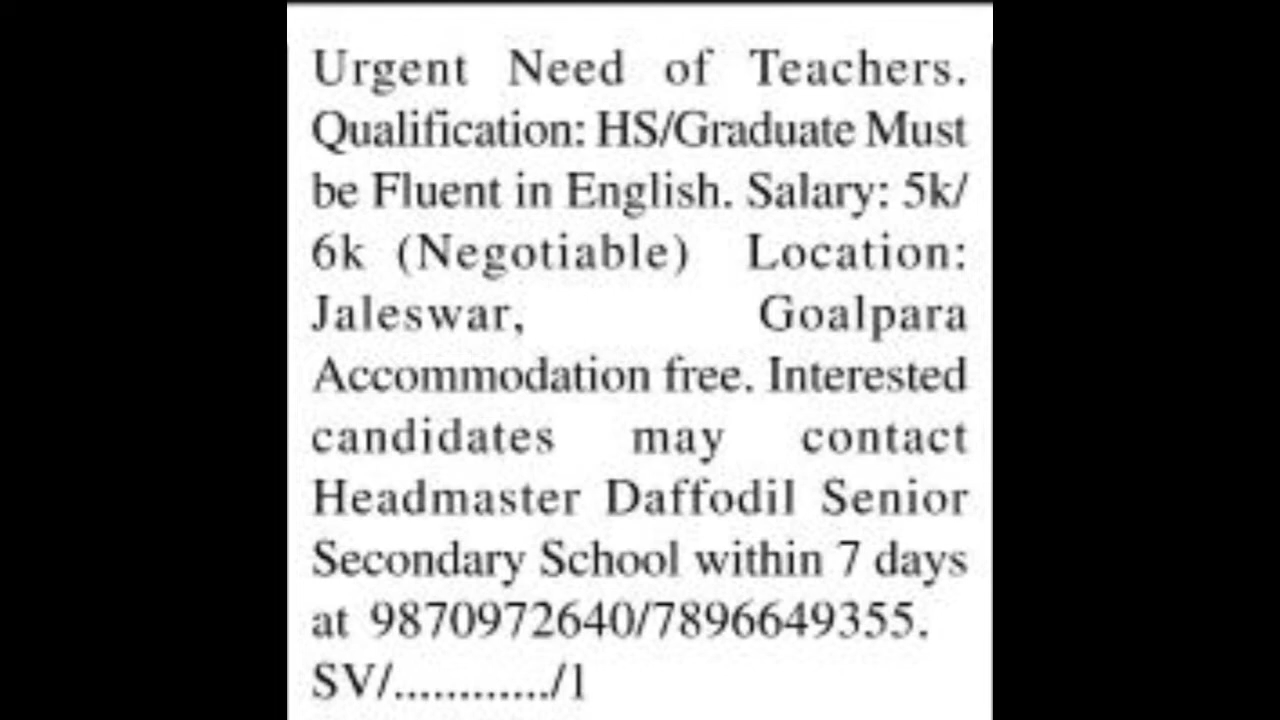 Urgent Need of Teachers.
Qualification: HS/Graduate Must
be Fluent in English. Salary: 5k/
6k (Negotiable) Location:
Jaleswar, Goalpara
Accommodation free. Interested
candidates may contact
Headmaster Daffodil Senior
Secondary School within 7 days
at 9870972640/7896649355.
SV/............/1